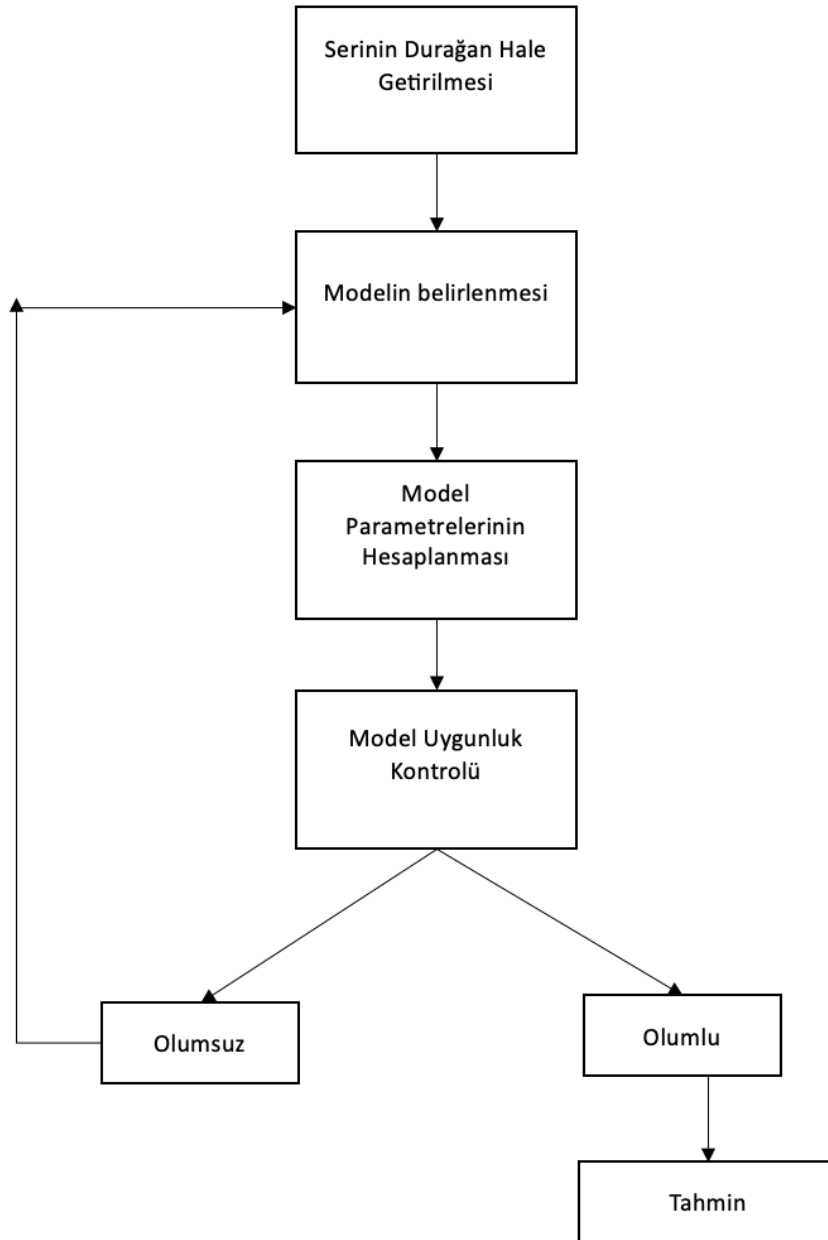 Serinin Durağan Hale
Getirilmesi
Modelin belirlenmesi
Model
Parametrelerinin
Hesaplanması
Model Uygunluk
Kontrolü
Olumsuz
Olumlu
Tahmin